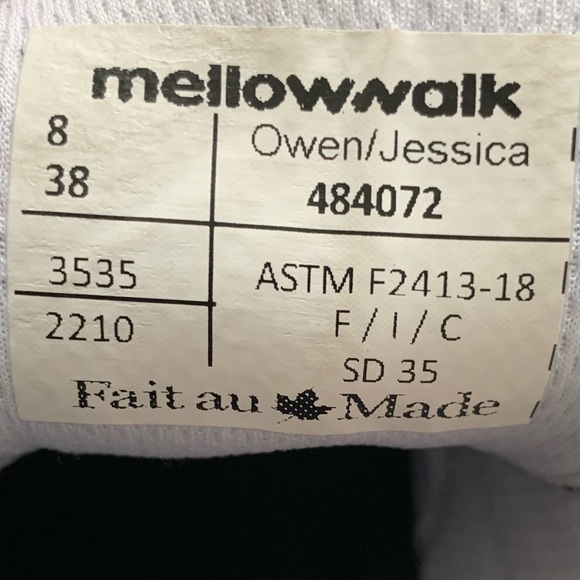 mellowwalk
8
Owen/Jessica
38
484072
3535
ASTM F2413-18
2210
F / I / C
SD 35
Fait au Made